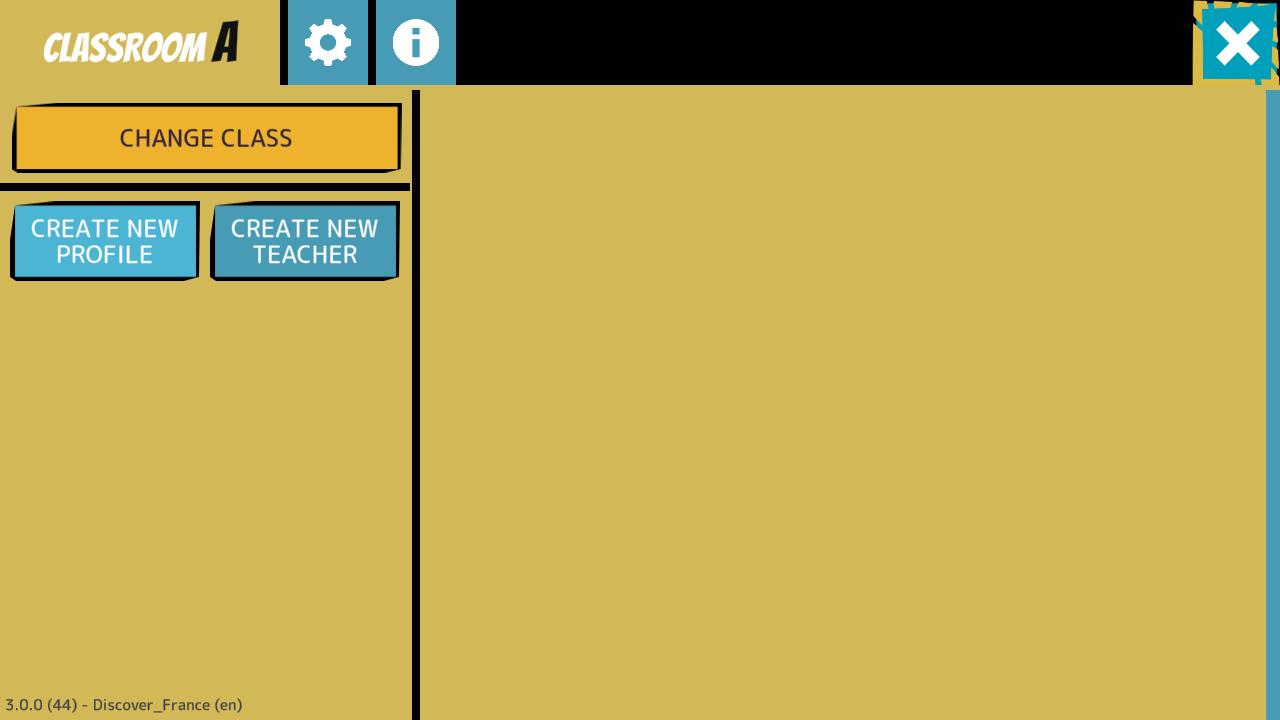 CLASSROOM A
CHANGE CLASS
CREATE NEW
PROFILE
CREATE NEW
TEACHER
3.0.0 (44) - Discover_France (en)